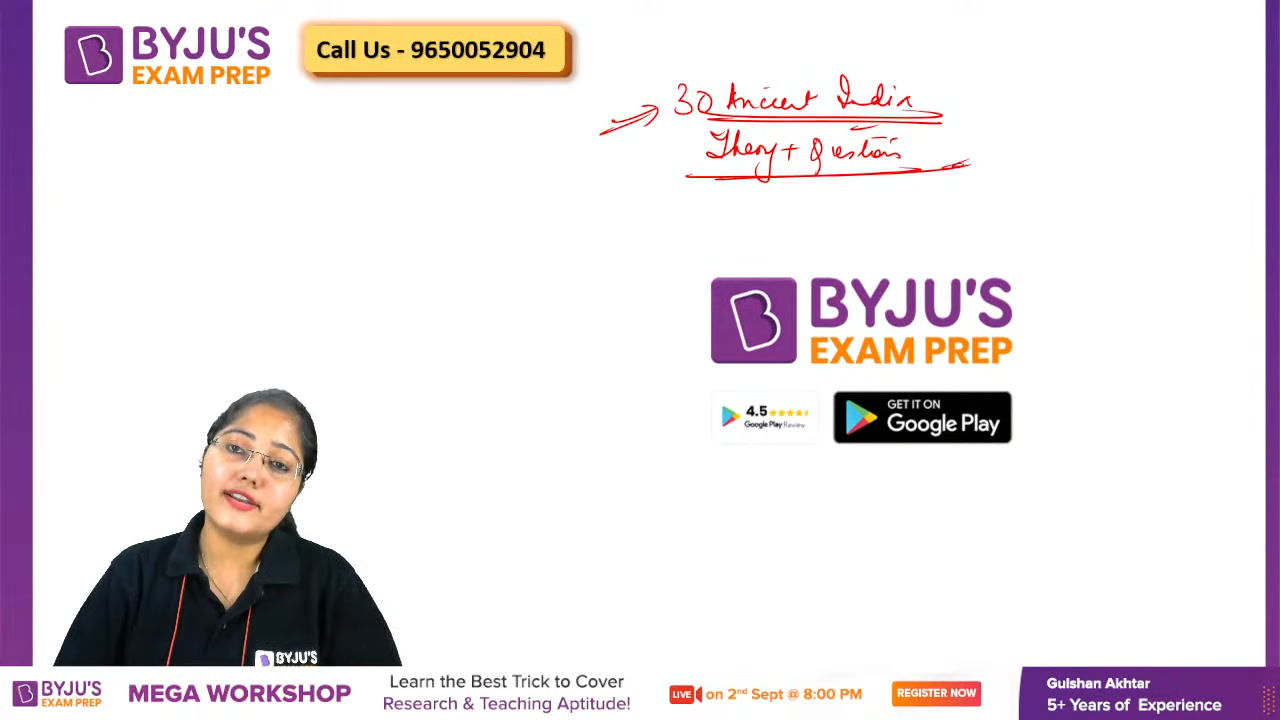 BYJU'S
EXAM PREP
Call Us - 9650052904
30 Ancient India
Theory + Questions
BYJU'S
EXAM PREP
4.5
Google Play Review
GET IT ON
Google Play
BYJU'S
BYJU'S
EXAM PREP
MEGA WORKSHOP
Learn the Best Trick to Cover
Research & Teaching Aptitude!
LIVE
on 2nd Sept @ 8:00 PM
REGISTER NOW
Gulshan Akhtar
5+ Years of Experience